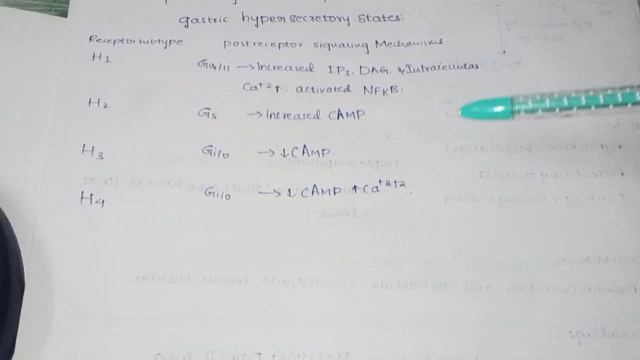 gastric hypersecretory states:
Receptor subtype postreceptor signaling Mechanisms
H1 Gq/11 → Increased IP3, DAG & Intracellular
Ca+2↑ activated NFKB.
H2 Gs → increased CAMP
H3 Gi/o → ↓CAMP.
H4 Gi/o → ↓CAMP ↑Ca+2+2.